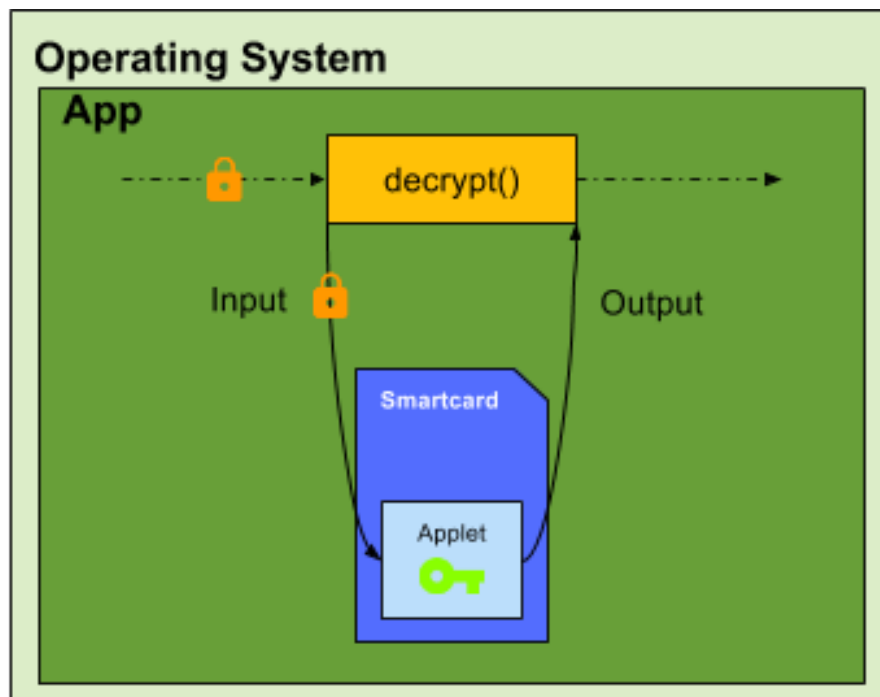 Operating System
App
decrypt()
Input
Output
Smartcard
Applet